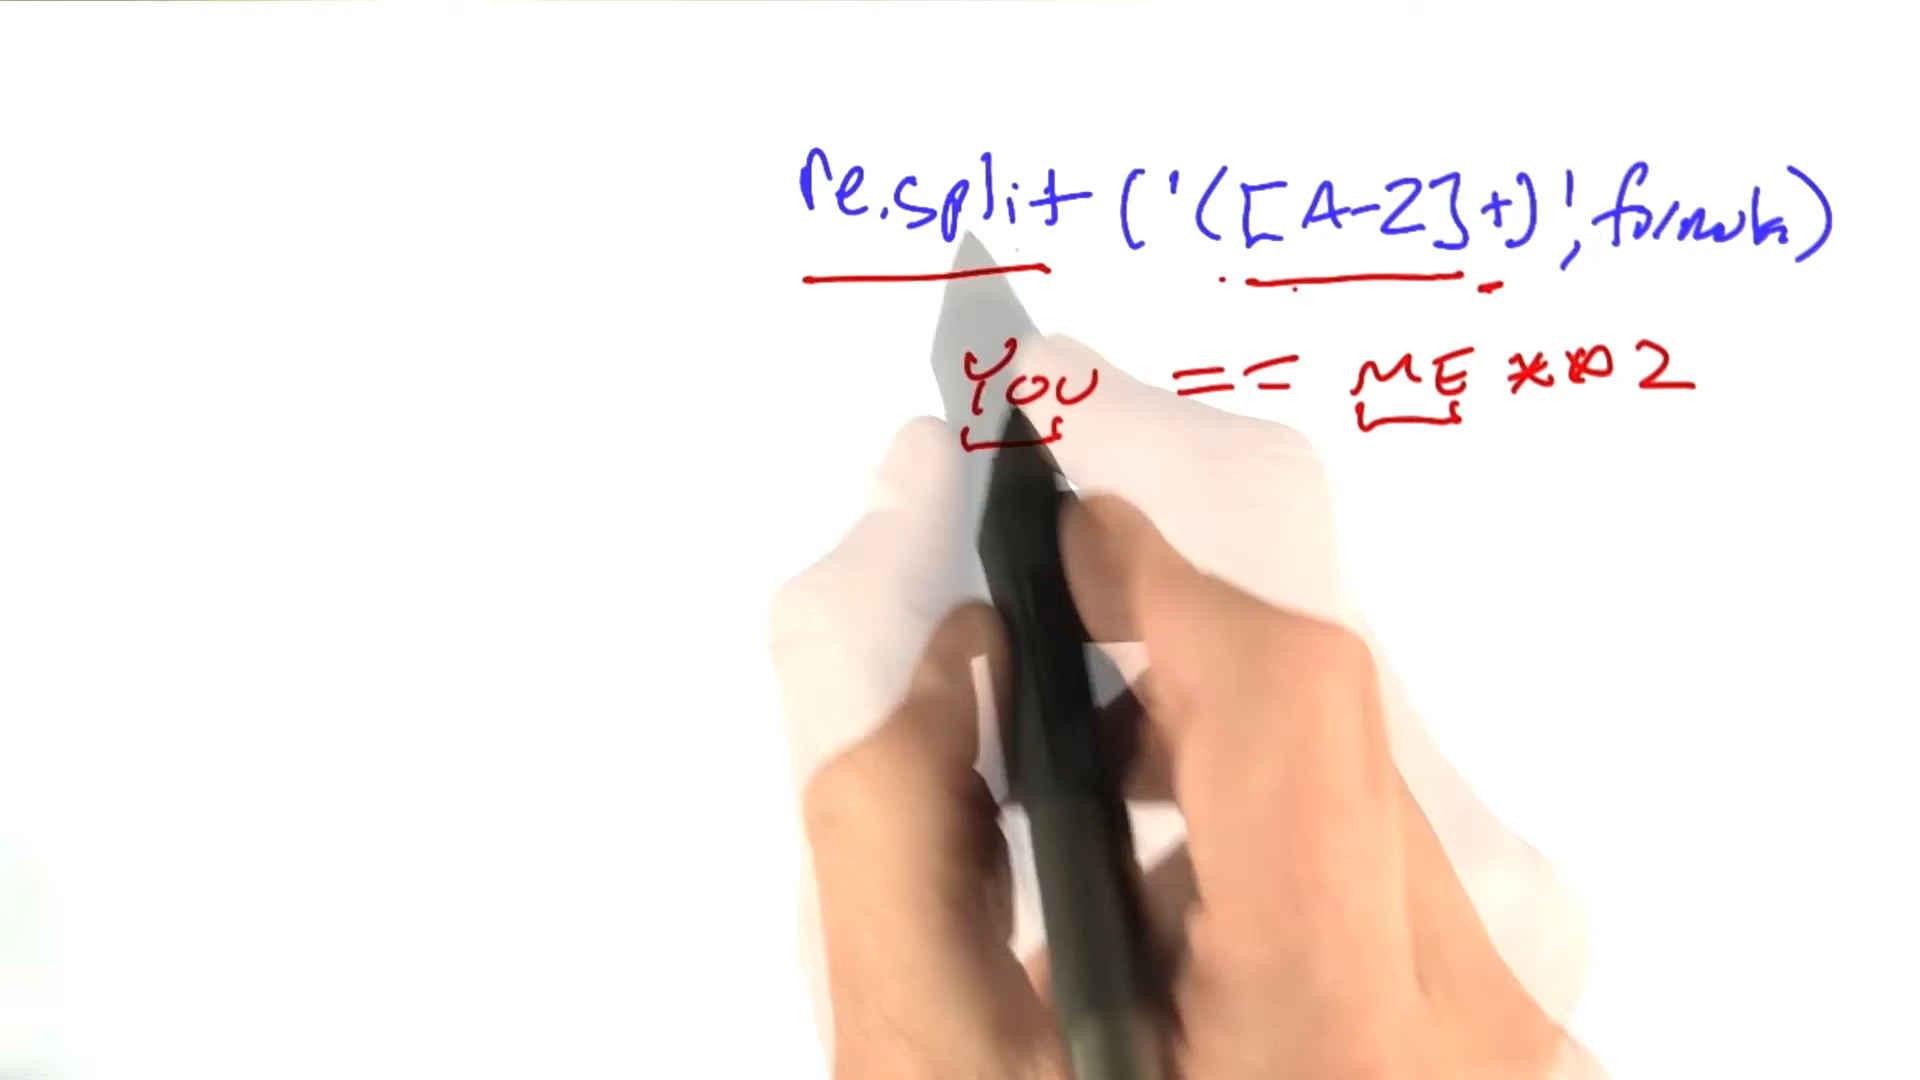 re.split('([A-Z]+)', formula)
YOU == ME**2